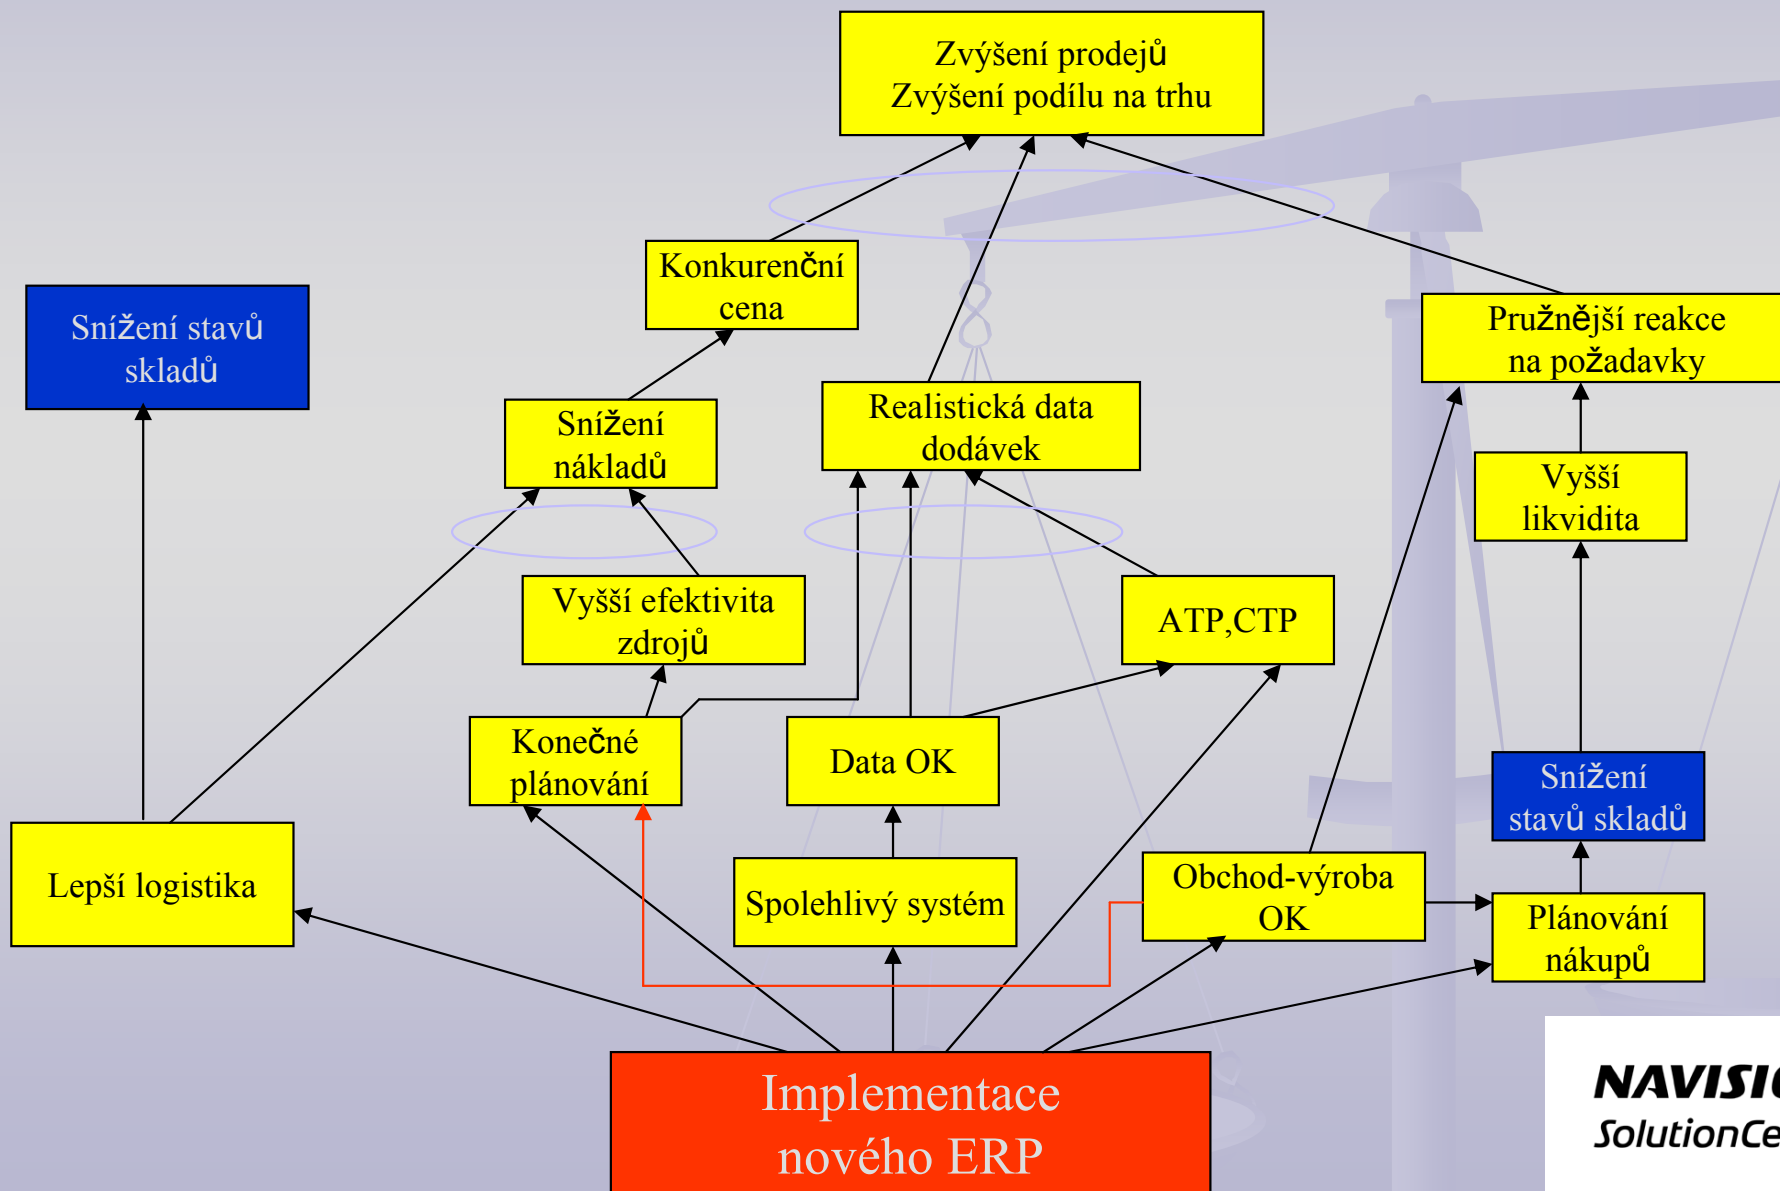 Zvýšení prodejů
Zvýšení podílu na trhu
Konkurenční
cena
Snížení stavů
skladů
Pružnější reakce
na požadavky
Snížení
nákladů
Realistická data
dodávek
Vyšší
likvidita
Vyšší efektivita
zdrojů
ATP,CTP
Konečné
plánování
Data OK
Snížení
stavů skladů
Lepší logistika
Spolehlivý systém
Obchod-výroba
OK
Plánování
nákupů
Implementace
nového ERP